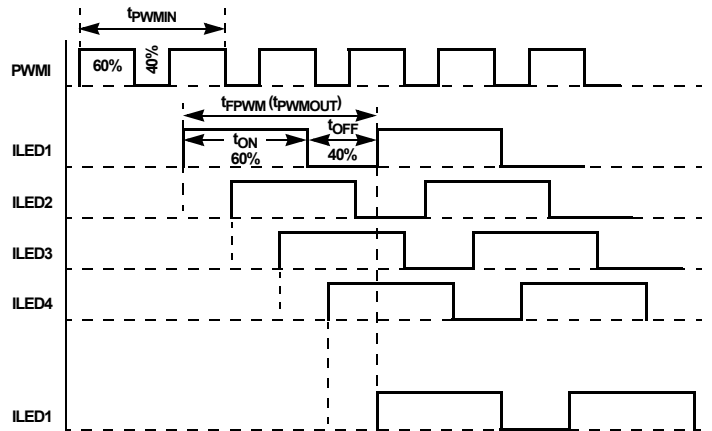 tPWMIN
PWMI
60%
40%
tFPWM (tPWMOUT)
tON
60%
tOFF
40%
ILED1
ILED2
ILED3
ILED4
ILED1